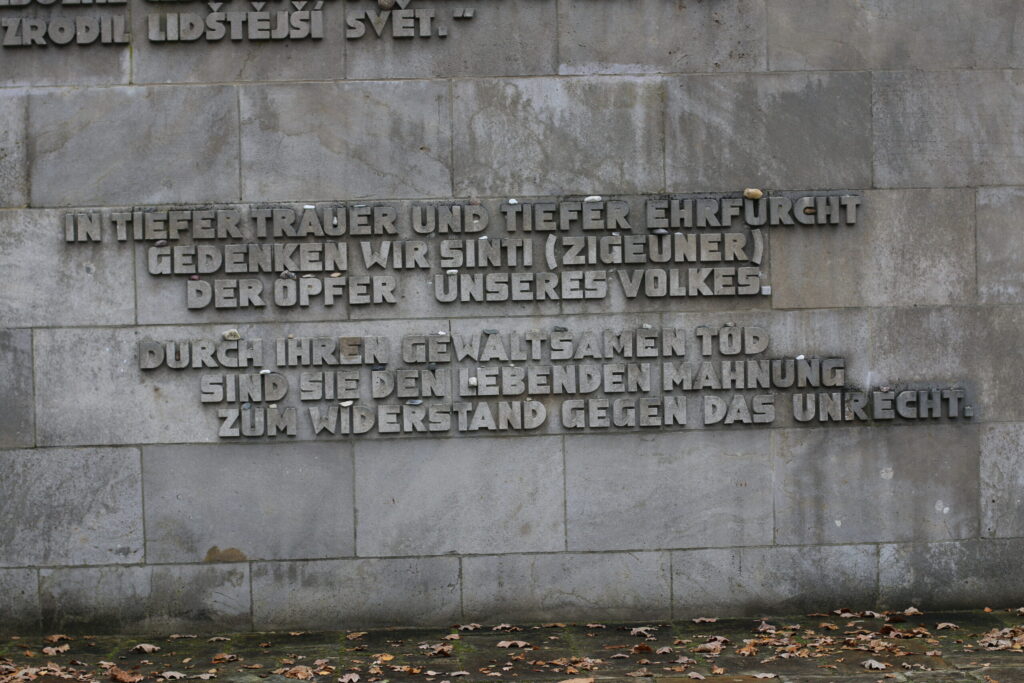 ZRODIL LIDŠTĚJŠÍ SVĚT.“
IN TIEFER TRAUER UND TIEFER EHRFURCHT
GEDENKEN WIR SINTI (ZIGEUNER)
DER OPFER UNSERES VOLKES.
DURCH IHREN GEWALTSAMEN TOD
SIND SIE DEN LEBENDEN MAHNUNG
ZUM WIDERSTAND GEGEN DAS UNRECHT.